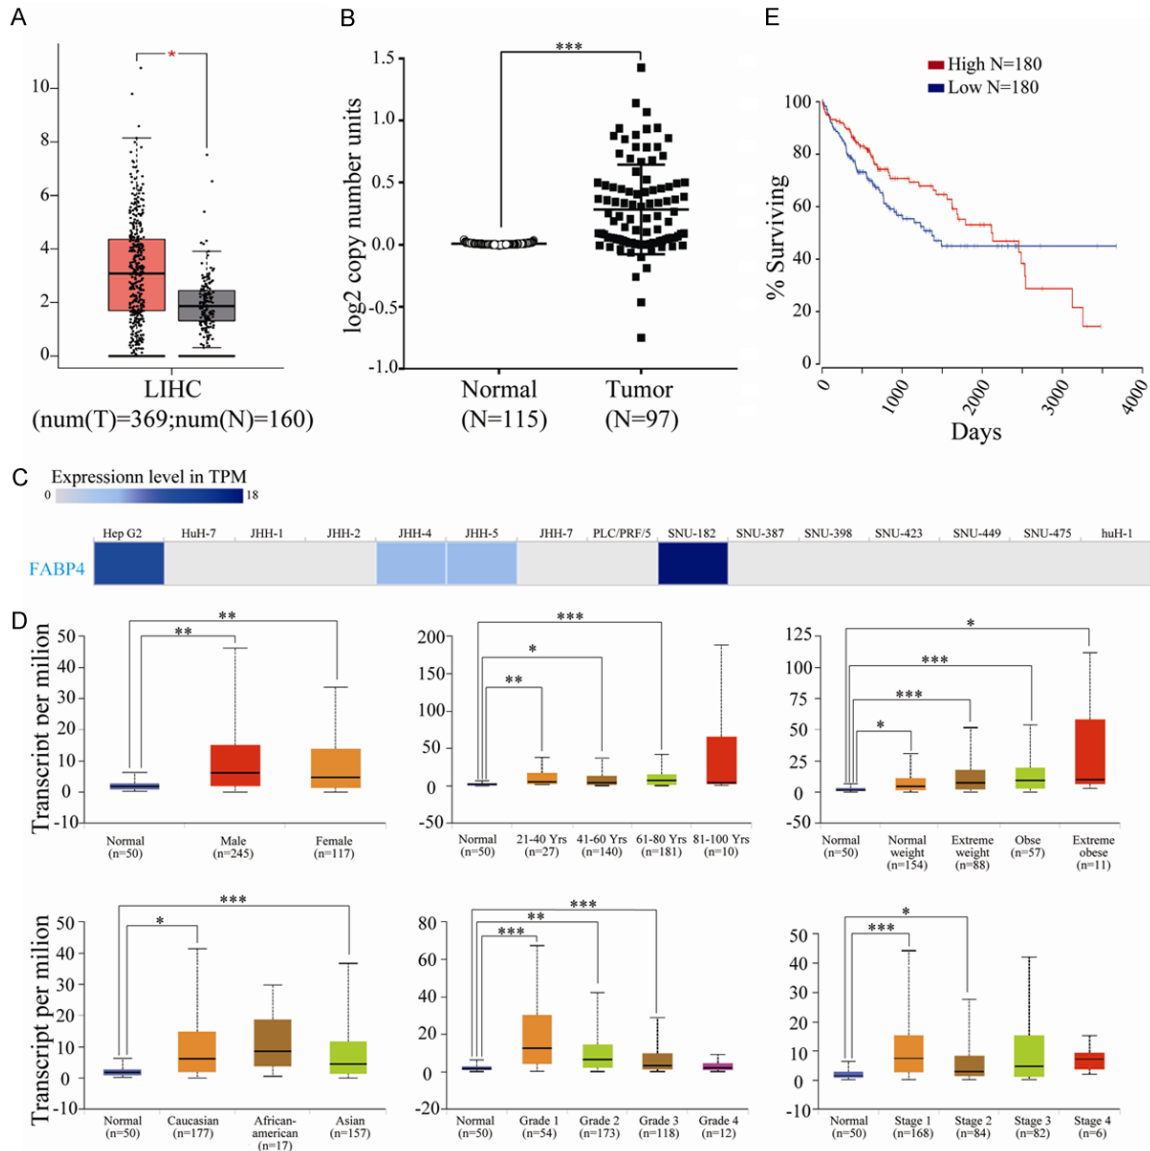 A
*
10
8
6
4
2
0
LIHC
(num(T)=369;num(N)=160)
B
***
log2 copy number units
1.5
1.0
0.5
0.0
-0.5
-1.0
Normal
(N=115)
Tumor
(N=97)
E
High N=180
Low N=180
% Surviving
100
80
60
40
20
0
0
1000
2000
3000
4000
Days
C
Expressionn level in TPM
0
18
Hep G2 HuH-7 JHH-1 JHH-2 JHH-4 JHH-5 JHH-7 PLC/PRF/5 SNU-182 SNU-387 SNU-398 SNU-423 SNU-449 SNU-475 huH-1
FABP4
D
Transcript per milion
50
40
30
20
10
0
-10
**
**
Normal
(n=50)
Male
(n=245)
Female
(n=117)
200
150
100
50
0
-50
***
*
**
Normal
(n=50)
21-40 Yrs
(n=27)
41-60 Yrs
(n=140)
61-80 Yrs
(n=181)
81-100 Yrs
(n=10)
125
100
75
50
25
0
-50
*
***
***
*
Normal
(n=50)
Normal
weight
(n=154)
Extreme
weight
(n=88)
Obse
(n=57)
Extreme
obese
(n=11)
Transcript per milion
50
40
30
20
10
0
-10
***
*
Normal
(n=50)
Caucasian
(n=177)
African-
american
(n=17)
Asian
(n=157)
80
60
40
20
0
-20
***
**
***
Normal
(n=50)
Grade 1
(n=54)
Grade 2
(n=173)
Grade 3
(n=118)
Grade 4
(n=12)
50
40
30
20
10
0
-10
*
***
Normal
(n=50)
Stage 1
(n=168)
Stage 2
(n=84)
Stage 3
(n=82)
Stage 4
(n=6)